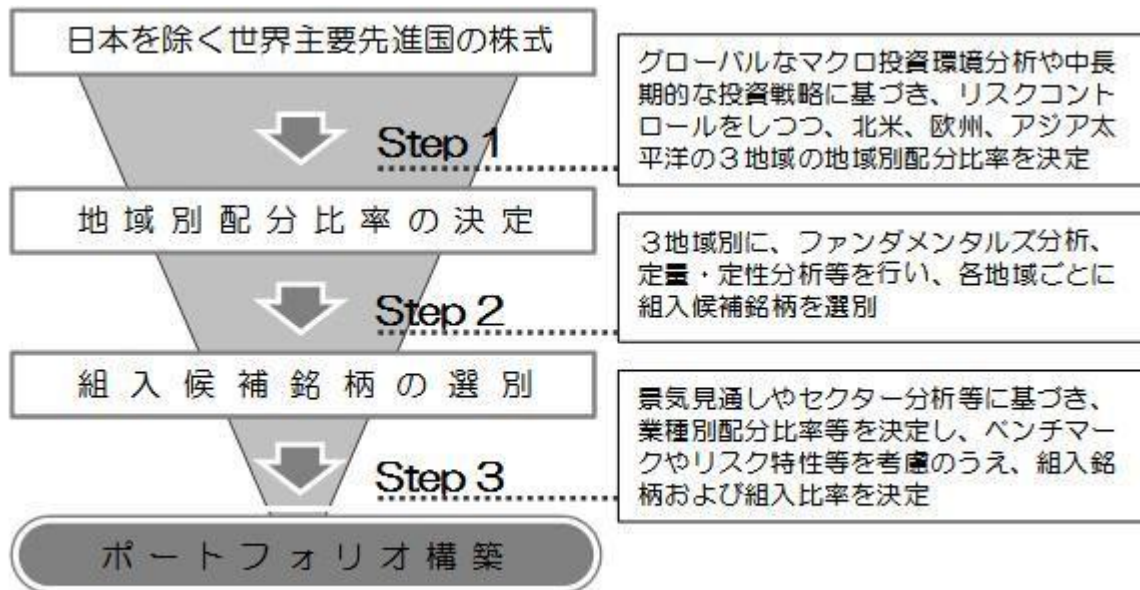 日本を除く世界主要先進国の株式
グローバルなマクロ投資環境分析や中長
期的な投資戦略に基づき、リスクコント
ロールをしつつ、北米、欧州、アジア太
平洋の３地域の地域別配分比率を決定
Step 1
地域別配分比率の決定
３地域別に、ファンダメンタルズ分析、
定量・定性分析等を行い、各地域ごとに
組入候補銘柄を選別
Step 2
組入候補銘柄の選別
景気見通しやセクター分析等に基づき、
業種別配分比率等を決定し、ベンチマー
クやリスク特性等を考慮のうえ、組入銘
柄および組入比率を決定
Step 3
ポートフォリオ構築